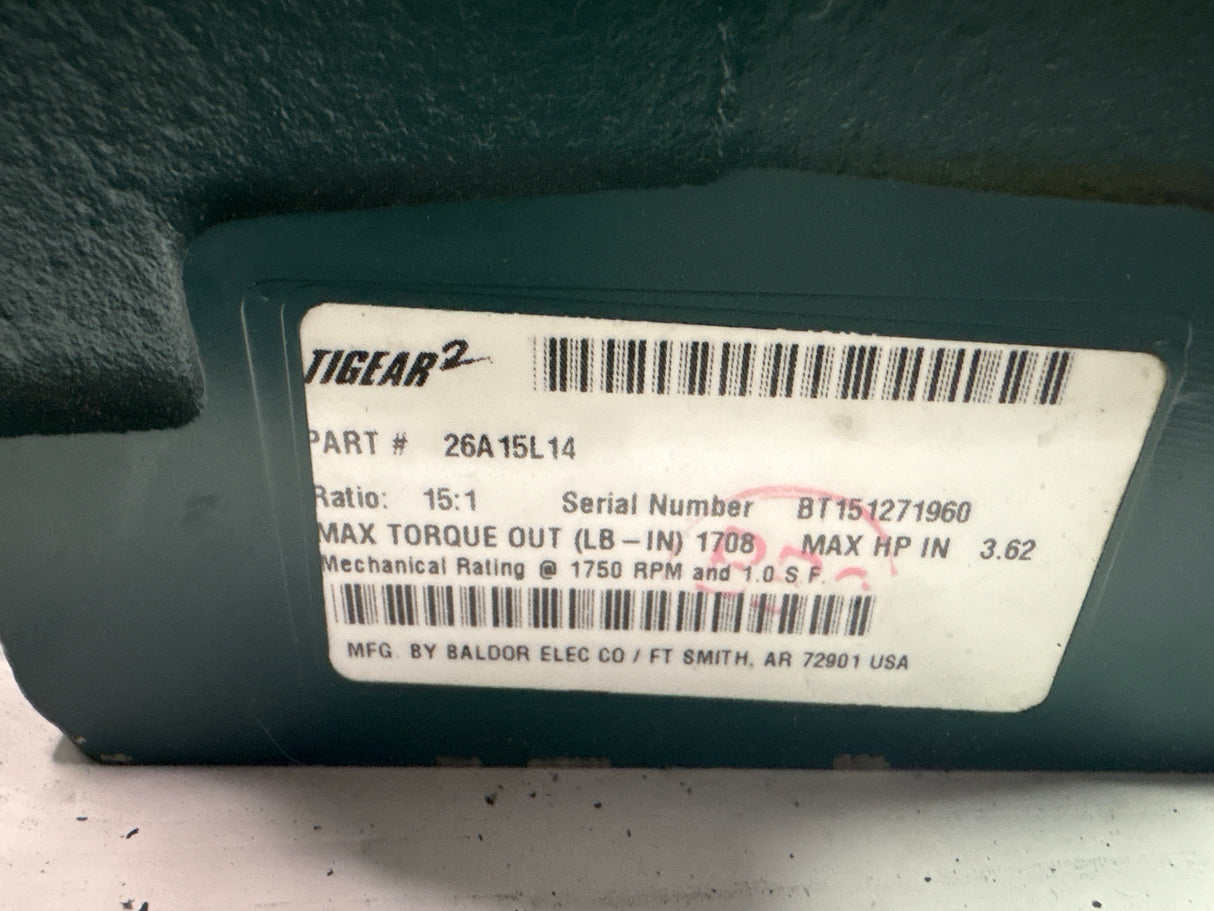 TIGEAR2
PART # 26A15L14
Ratio: 15:1 Serial Number BT151271960
MAX TORQUE OUT (LB-IN) 1708 MAX HP IN 3.62
Mechanical Rating @ 1750 RPM and 1.0 S.F.
MFG. BY BALDOR ELEC CO / FT SMITH, AR 72901 USA